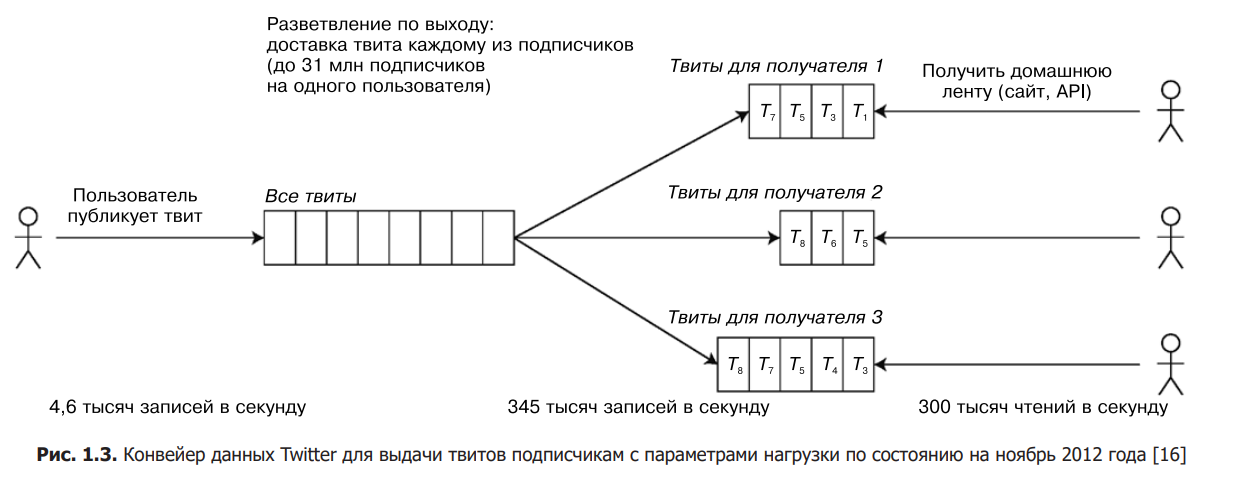 Разветвление по выходу:
доставка твита каждому из подписчиков
(до 31 млн подписчиков
на одного пользователя)
Твиты для получателя 1
Получить домашнюю
ленту (сайт, API)
T₇ T₅ T₃ T₁
Пользователь
публикует твит
Все твиты
Твиты для получателя 2
T₈ T₆ T₅
Твиты для получателя 3
T₈ T₇ T₅ T₄ T₃
4,6 тысяч записей в секунду
345 тысяч записей в секунду
300 тысяч чтений в секунду
Рис. 1.3. Конвейер данных Twitter для выдачи твитов подписчикам с параметрами нагрузки по состоянию на ноябрь 2012 года [16]